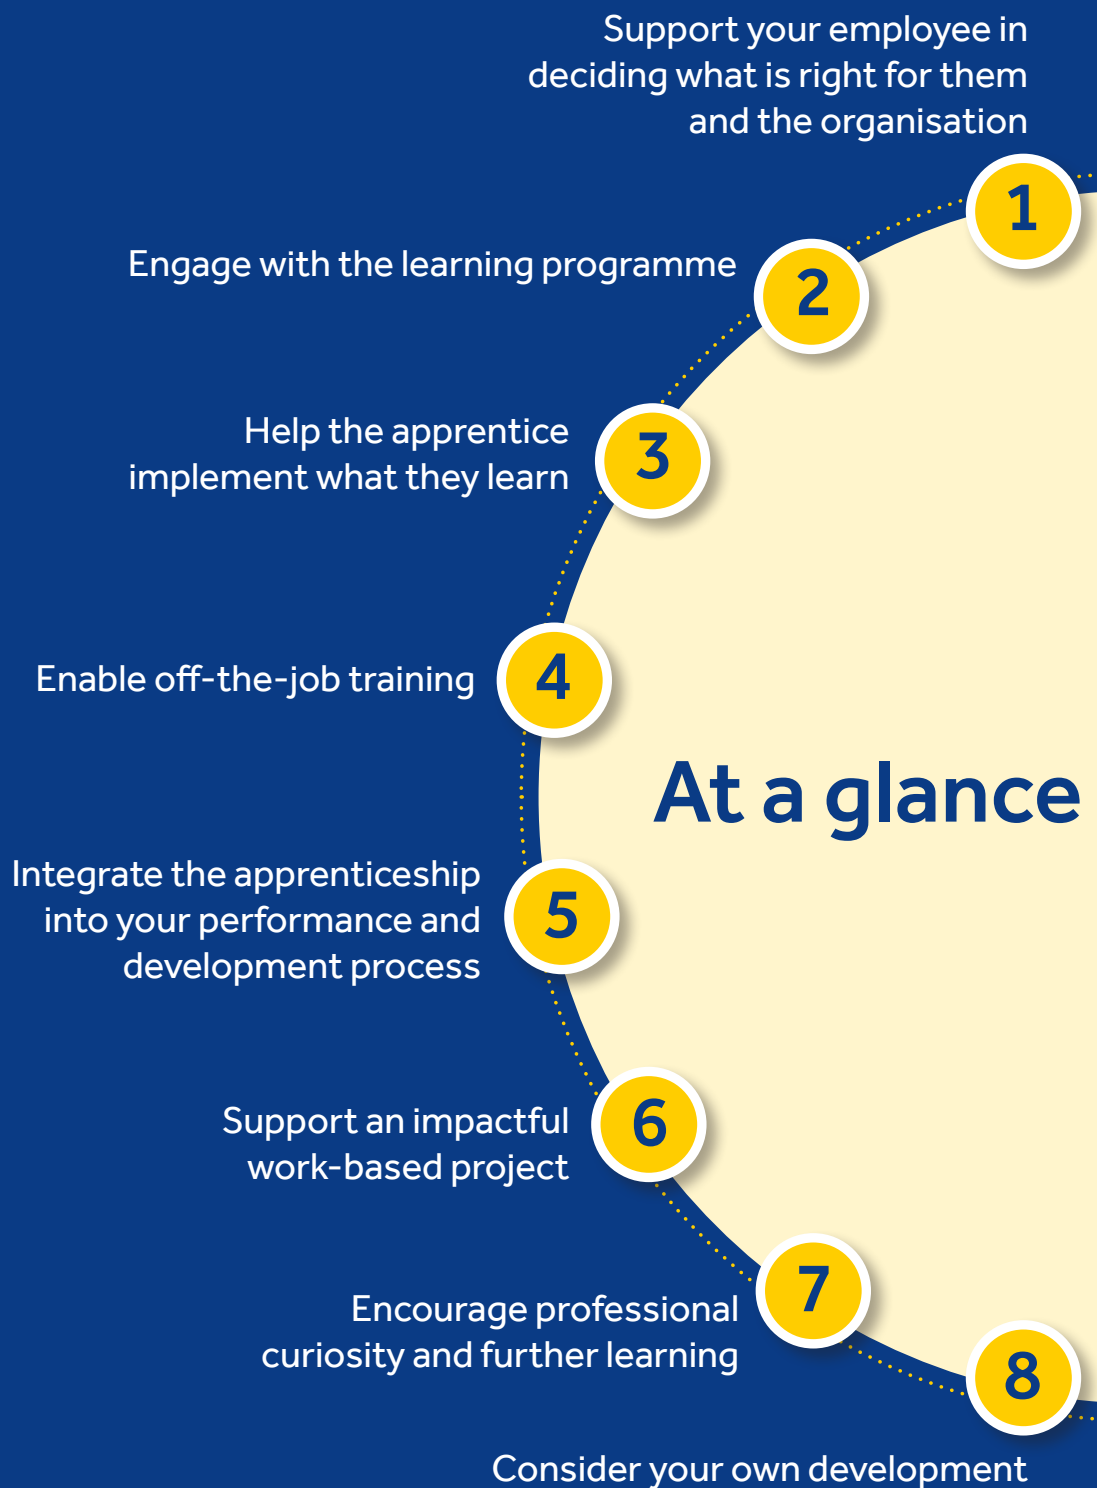 Support your employee in
deciding what is right for them
and the organisation
1
Engage with the learning programme
2
Help the apprentice
implement what they learn
3
Enable off-the-job training
4
At a glance
Integrate the apprenticeship
into your performance and
development process
5
Support an impactful
work-based project
6
Encourage professional
curiosity and further learning
7
8
Consider your own development